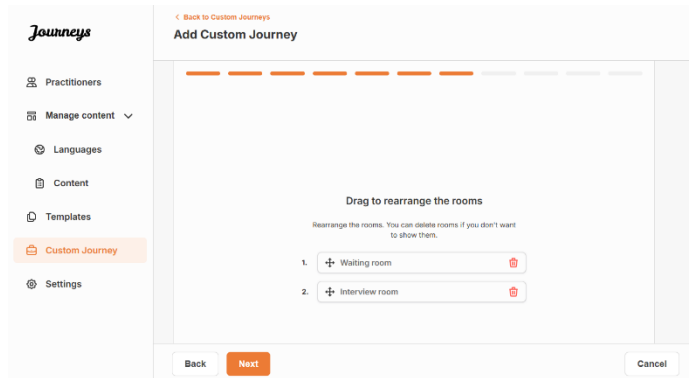 Journeys
Practitioners
Manage content
Languages
Content
Templates
Custom Journey
Settings
< Back to Custom Journeys
Add Custom Journey
Drag to rearrange the rooms
Rearrange the rooms. You can delete rooms if you don't want
to show them.
1. Waiting room
2. Interview room
Back
Next
Cancel